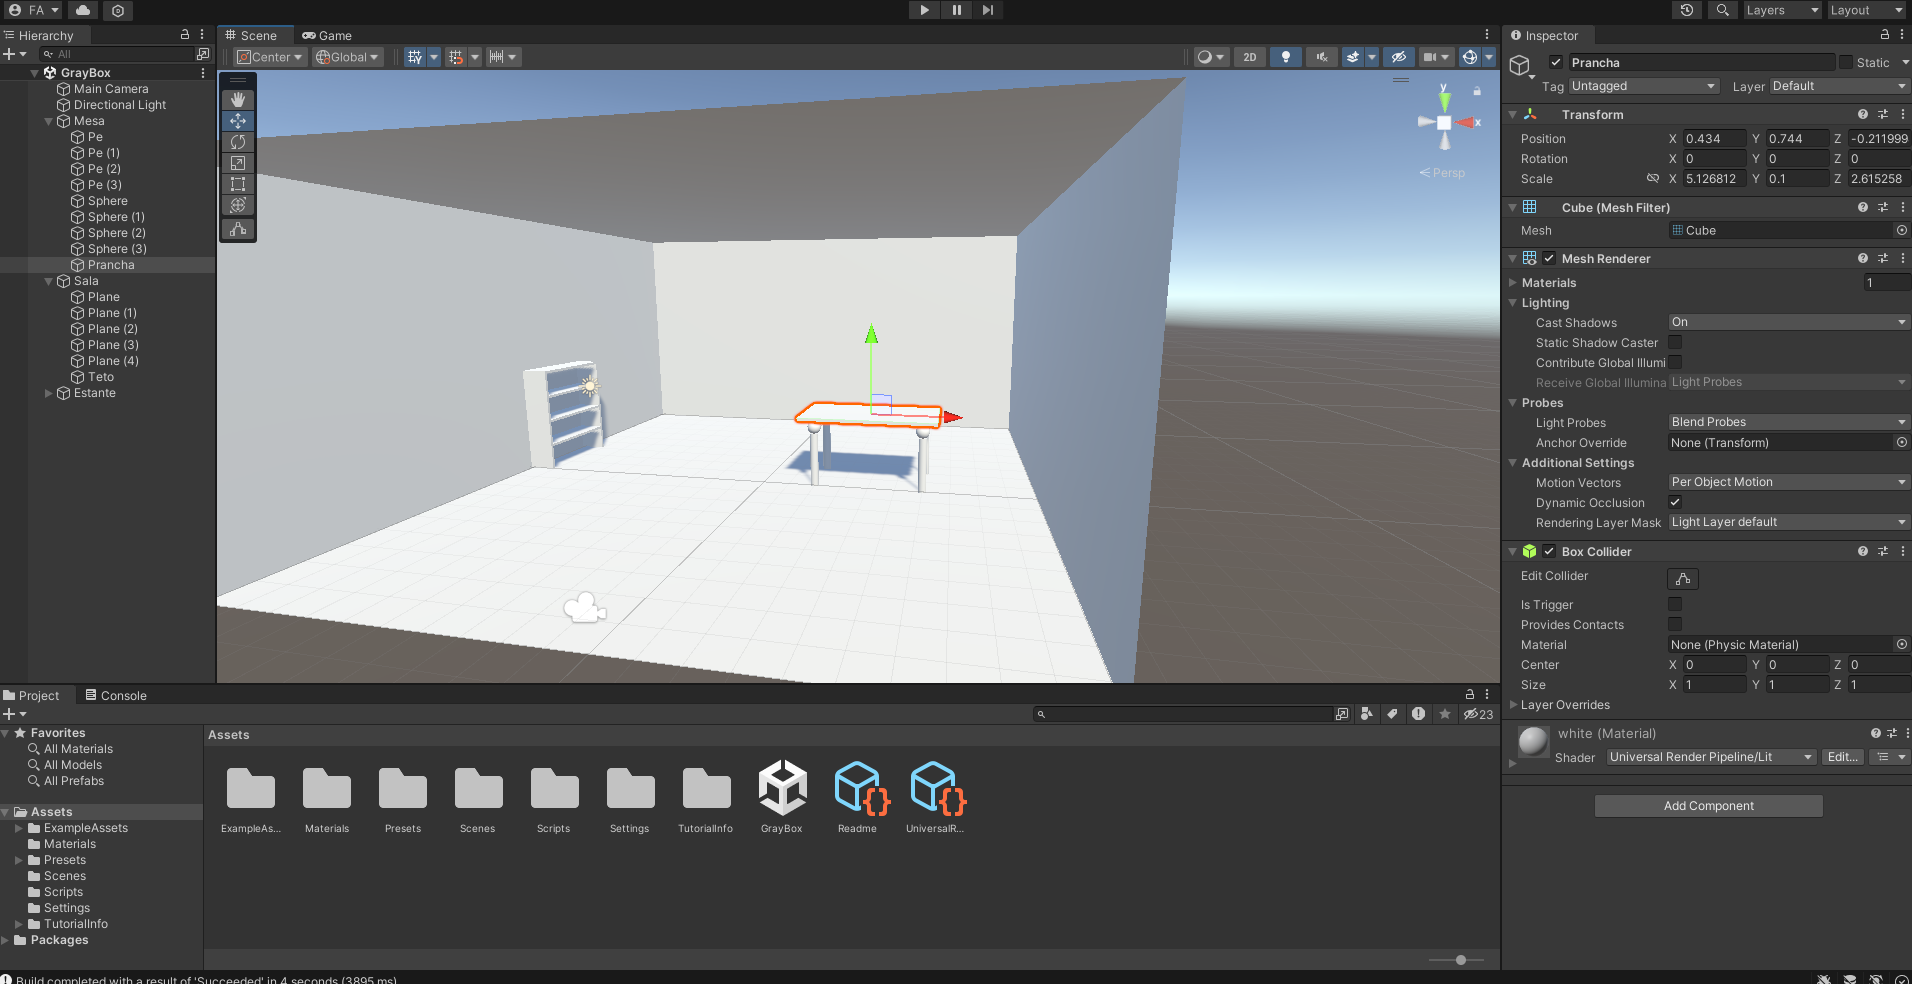 FA
Layers
Layout
Hierarchy
All
GrayBox
Main Camera
Directional Light
Mesa
Pe
Pe (1)
Pe (2)
Pe (3)
Sphere
Sphere (1)
Sphere (2)
Sphere (3)
Prancha
Sala
Plane
Plane (1)
Plane (2)
Plane (3)
Plane (4)
Teto
Estante
Scene
Game
Center
Global
2D
y
x
Persp
Inspector
Prancha
Static
Tag Untagged Layer Default
Transform
Position X 0.434 Y 0.744 Z -0.211999
Rotation X 0 Y 0 Z 0
Scale X 5.126812 Y 0.1 Z 2.615258
Cube (Mesh Filter)
Mesh Cube
Mesh Renderer
Materials 1
Lighting
Cast Shadows On
Static Shadow Caster
Contribute Global Illumi
Receive Global Illumina Light Probes
Probes
Light Probes Blend Probes
Anchor Override None (Transform)
Additional Settings
Motion Vectors Per Object Motion
Dynamic Occlusion
Rendering Layer Mask Light Layer default
Box Collider
Edit Collider
Is Trigger
Provides Contacts
Material None (Physic Material)
Center X 0 Y 0 Z 0
Size X 1 Y 1 Z 1
Layer Overrides
white (Material)
Shader Universal Render Pipeline/Lit Edit...
Add Component
Project
Console
23
Favorites
All Materials
All Models
All Prefabs
Assets
ExampleAssets
Materials
Presets
Scenes
Scripts
Settings
TutorialInfo
Packages
Assets
ExampleAs...
Materials
Presets
Scenes
Scripts
Settings
TutorialInfo
GrayBox
Readme
UniversalR...
Build completed with a result of 'Succeeded' in 4 seconds (3895 ms)